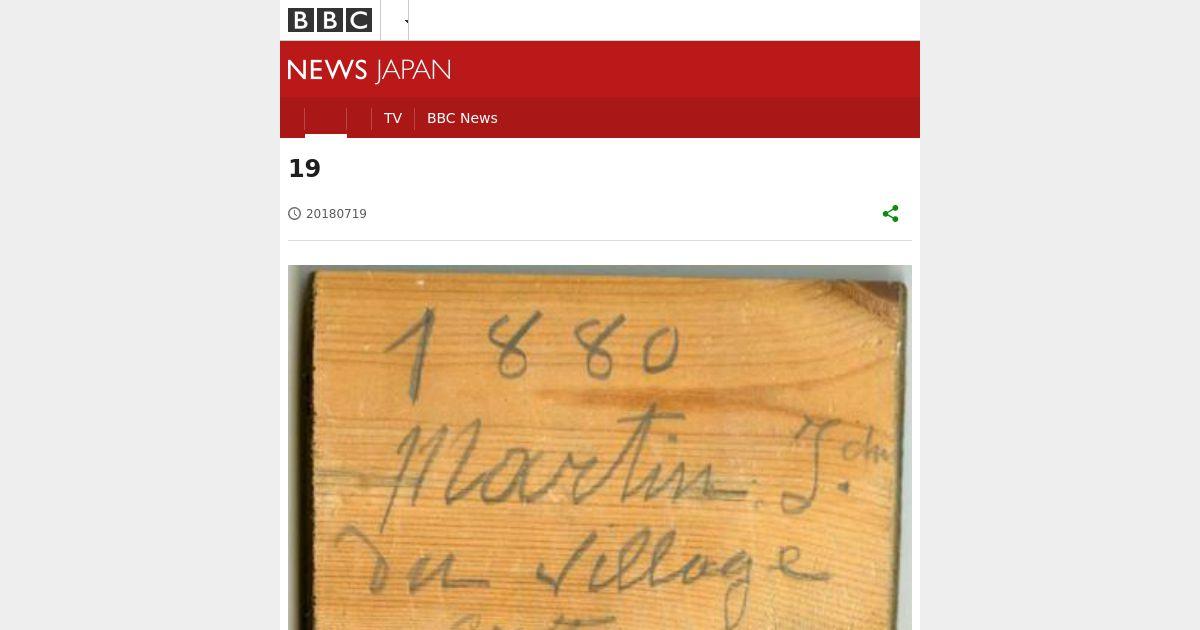 BBC
NEWS JAPAN
TV
BBC News
19
20180719
1880
Martin J.
du village